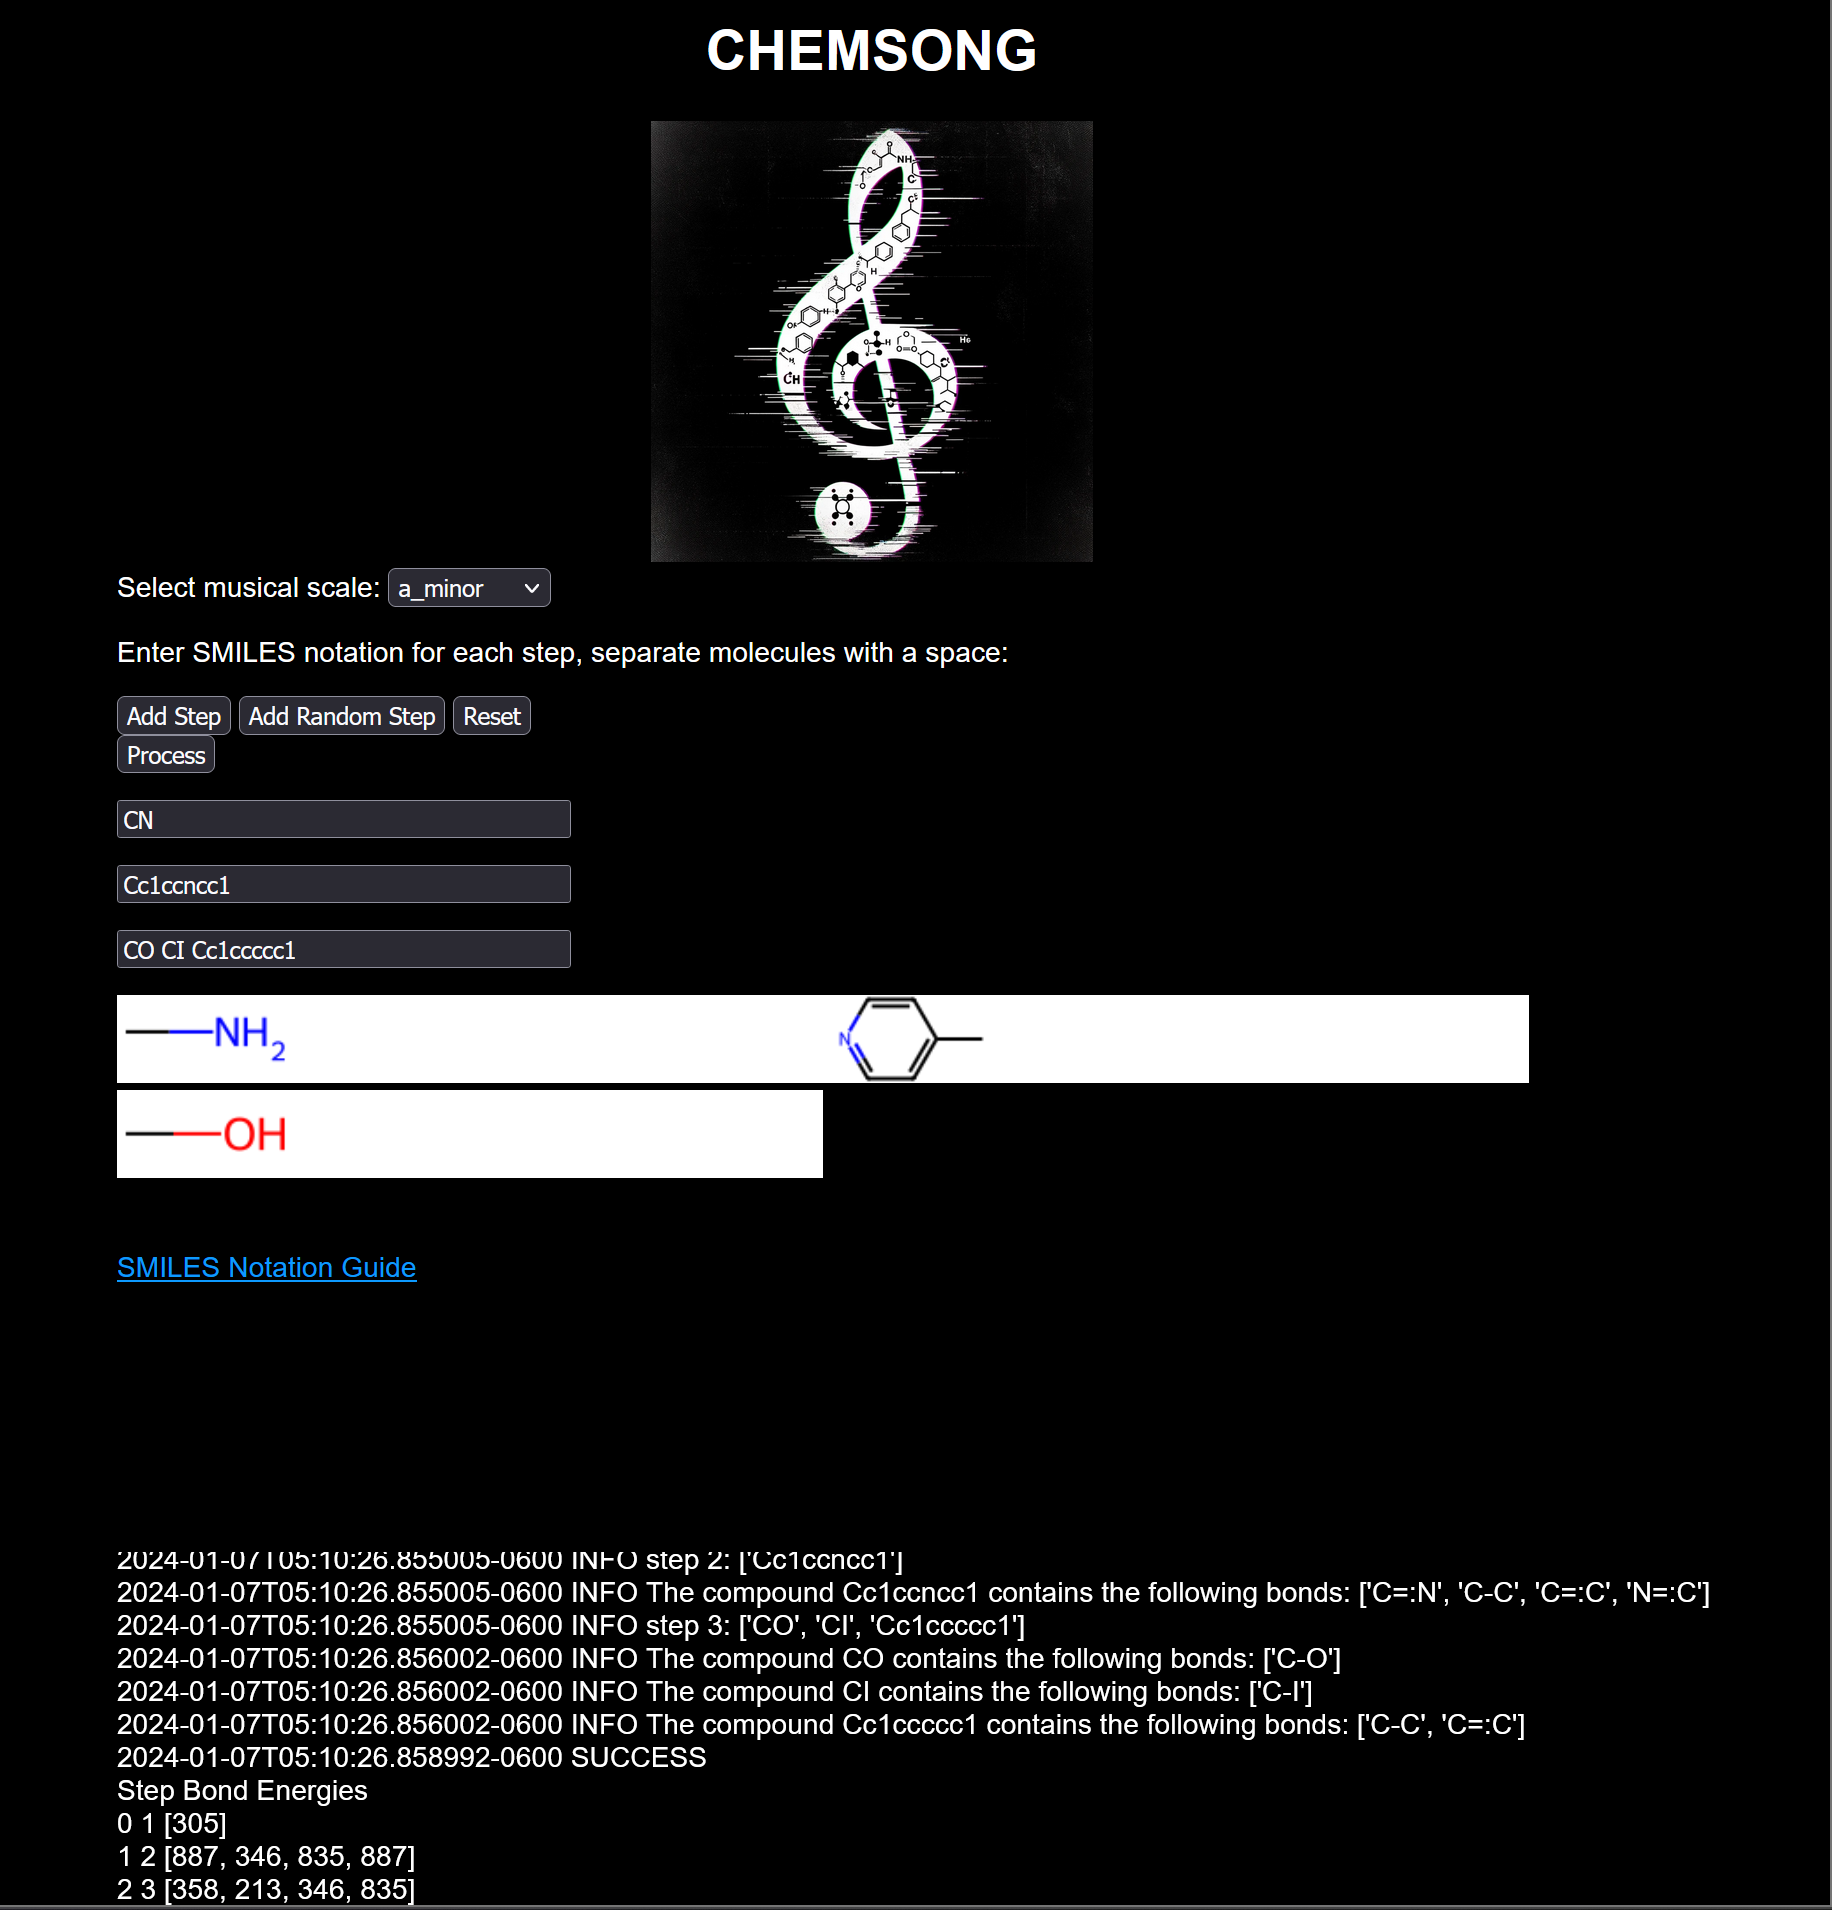 CHEMSONG
NH
CH
H
Select musical scale: a_minor
Enter SMILES notation for each step, separate molecules with a space:
Add Step Add Random Step Reset
Process
CN
Cc1ccncc1
CO CI Cc1ccccc1
NH2 N
OH
SMILES Notation Guide
2024-01-07T05:10:26.855005-0600 INFO step 2: ['Cc1ccncc1']
2024-01-07T05:10:26.855005-0600 INFO The compound Cc1ccncc1 contains the following bonds: ['C=:N', 'C-C', 'C=:C', 'N=:C']
2024-01-07T05:10:26.855005-0600 INFO step 3: ['CO', 'CI', 'Cc1ccccc1']
2024-01-07T05:10:26.856002-0600 INFO The compound CO contains the following bonds: ['C-O']
2024-01-07T05:10:26.856002-0600 INFO The compound CI contains the following bonds: ['C-I']
2024-01-07T05:10:26.856002-0600 INFO The compound Cc1ccccc1 contains the following bonds: ['C-C', 'C=:C']
2024-01-07T05:10:26.858992-0600 SUCCESS
Step Bond Energies
0 1 [305]
1 2 [887, 346, 835, 887]
2 3 [358, 213, 346, 835]